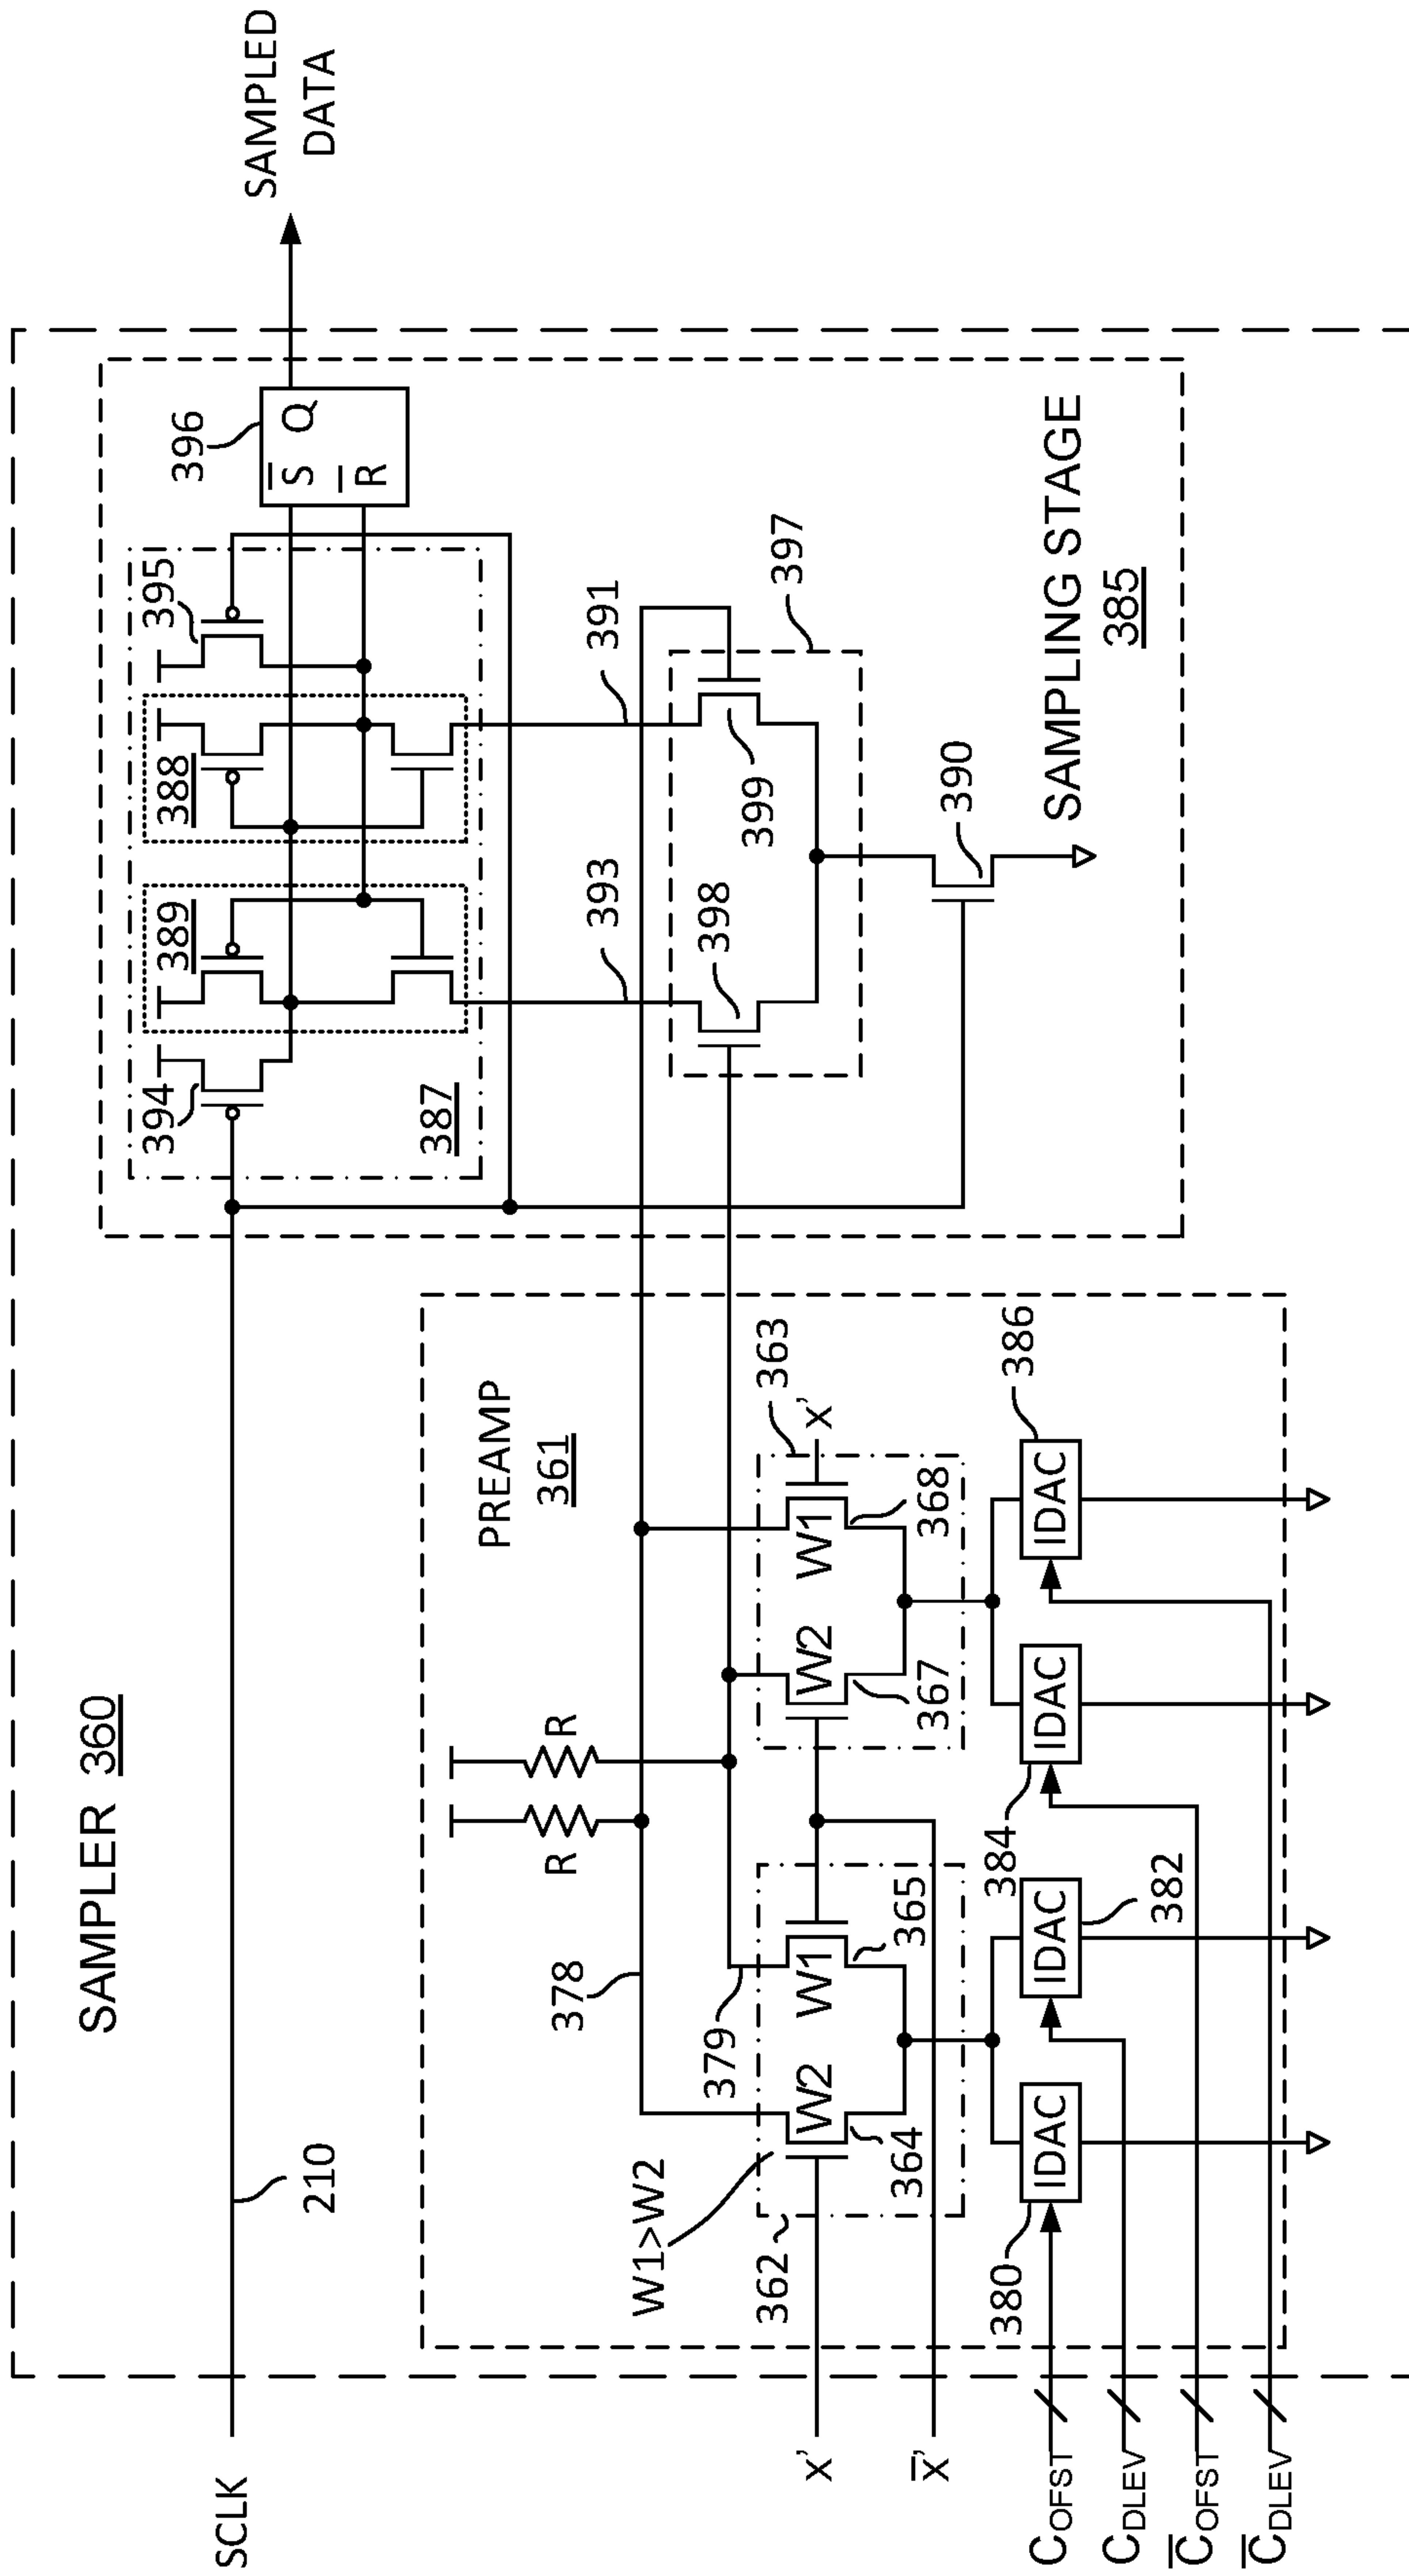 SAMPLER 360
SCLK
210
SAMPLED
DATA
396
S̅ Q
R̅
394
389
388
395
387
393
391
397
398
399
390
SAMPLING STAGE
385
PREAMP
361
R
R
378
379
W1>W2
362
W2
W1
364
365
W2
W1
367
368
363
x'
x'
x̅'
380
IDAC
IDAC
382
384
IDAC
IDAC
386
COFST
CDLEV
C̅OFST
C̅DLEV